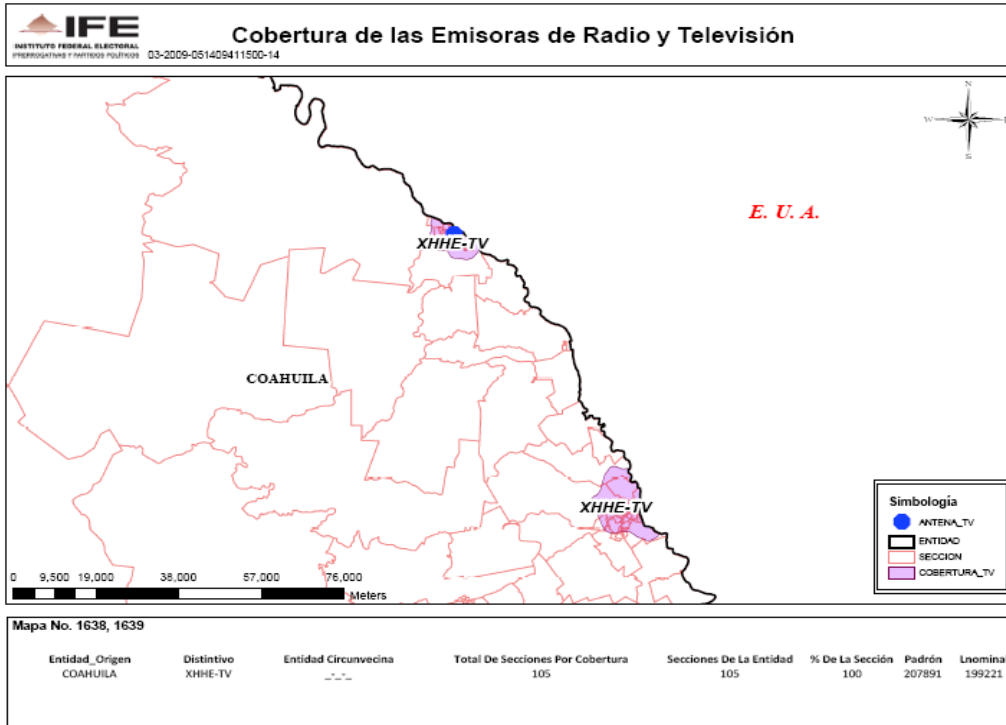 IFE
INSTITUTO FEDERAL ELECTORAL
PRERROGATIVAS Y PARTIDOS POLÍTICOS
03-2009-051409411500-14
Cobertura de las Emisoras de Radio y Televisión
N
W
E
S
E. U. A.
XHHE-TV
COAHUILA
XHHE-TV
Simbología
ANTENA_TV
ENTIDAD
SECCION
COBERTURA_TV
0 9,500 19,000 38,000 57,000 76,000
Meters
Mapa No. 1638, 1639
Entidad_Origen Distintivo Entidad Circunvecina Total De Secciones Por Cobertura Secciones De La Entidad % De La Sección Padrón Lnominal
COAHUILA XHHE-TV _-_-_ 105 105 100 207891 199221